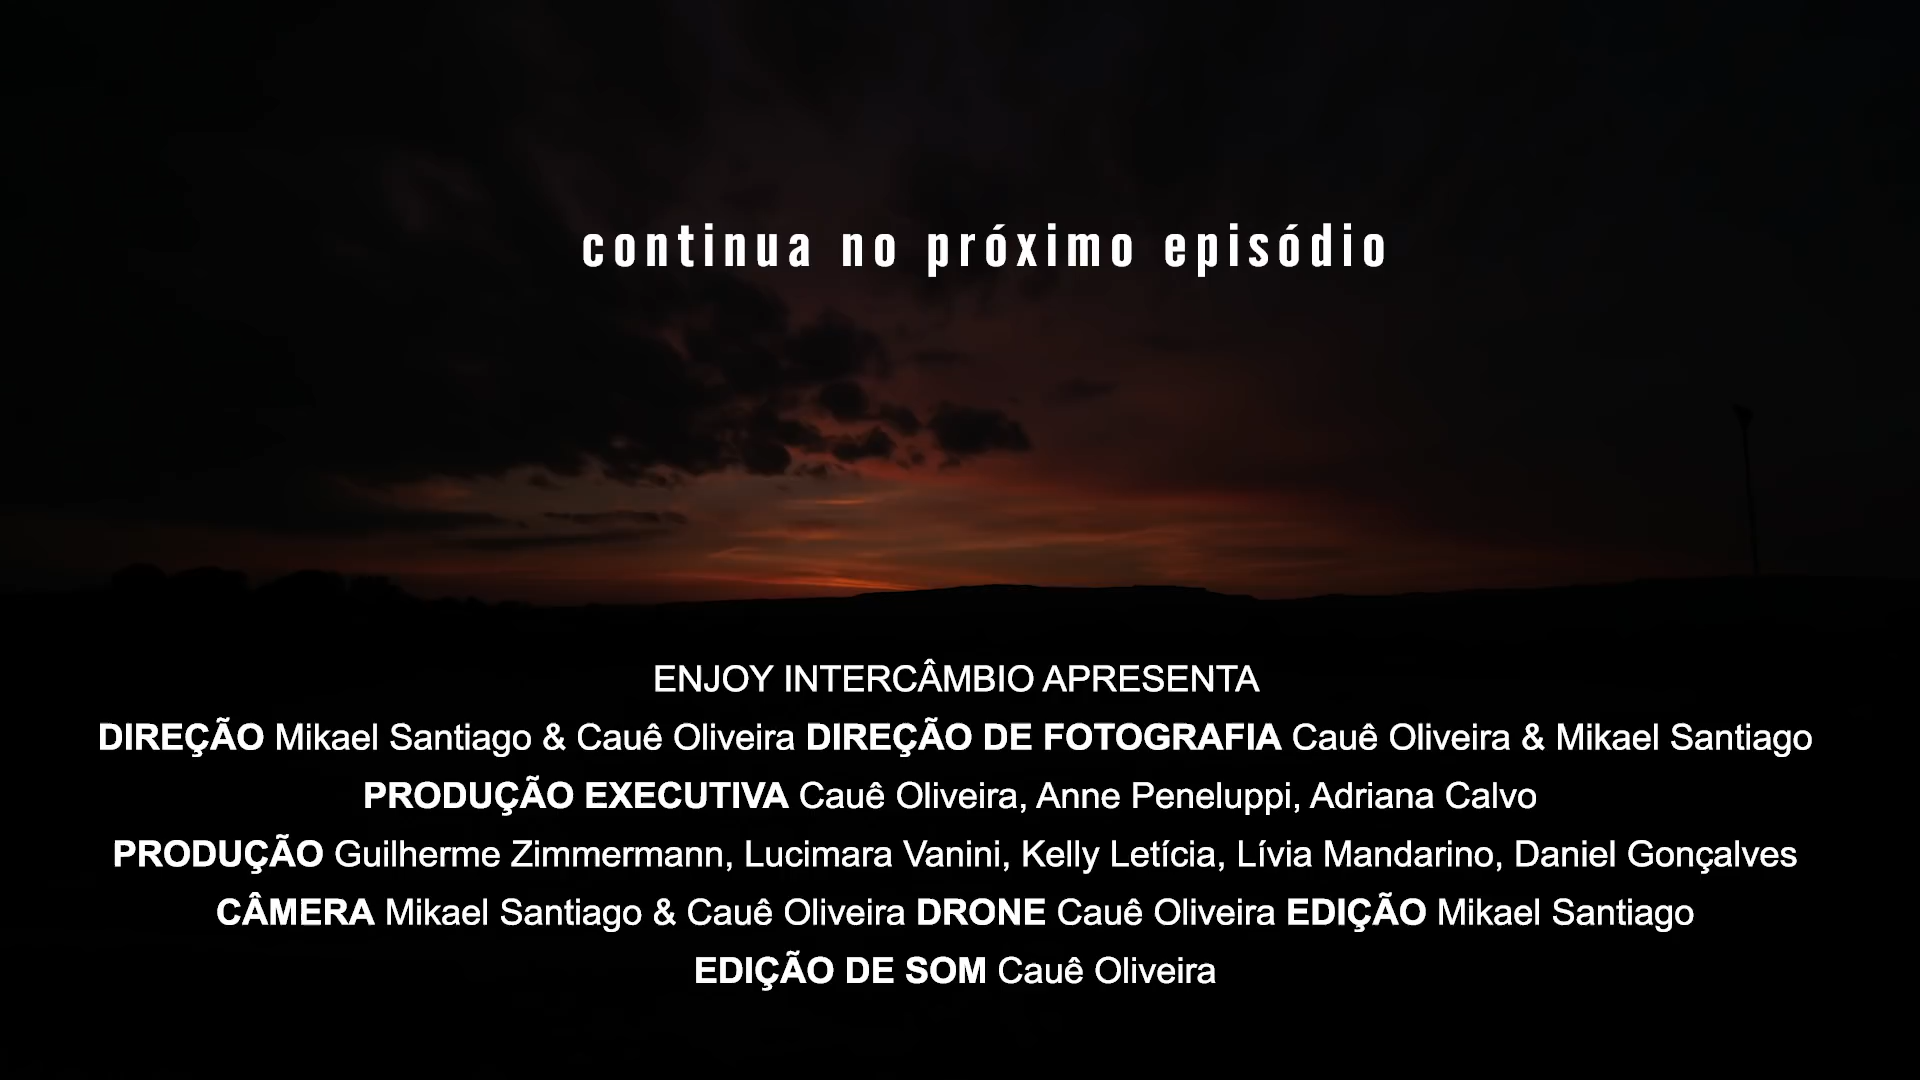 continua no próximo episódio
ENJOY INTERCÂMBIO APRESENTA
DIREÇÃO Mikael Santiago & Cauê Oliveira DIREÇÃO DE FOTOGRAFIA Cauê Oliveira & Mikael Santiago
PRODUÇÃO EXECUTIVA Cauê Oliveira, Anne Peneluppi, Adriana Calvo
PRODUÇÃO Guilherme Zimmermann, Lucimara Vanini, Kelly Letícia, Lívia Mandarino, Daniel Gonçalves
CÂMERA Mikael Santiago & Cauê Oliveira DRONE Cauê Oliveira EDIÇÃO Mikael Santiago
EDIÇÃO DE SOM Cauê Oliveira